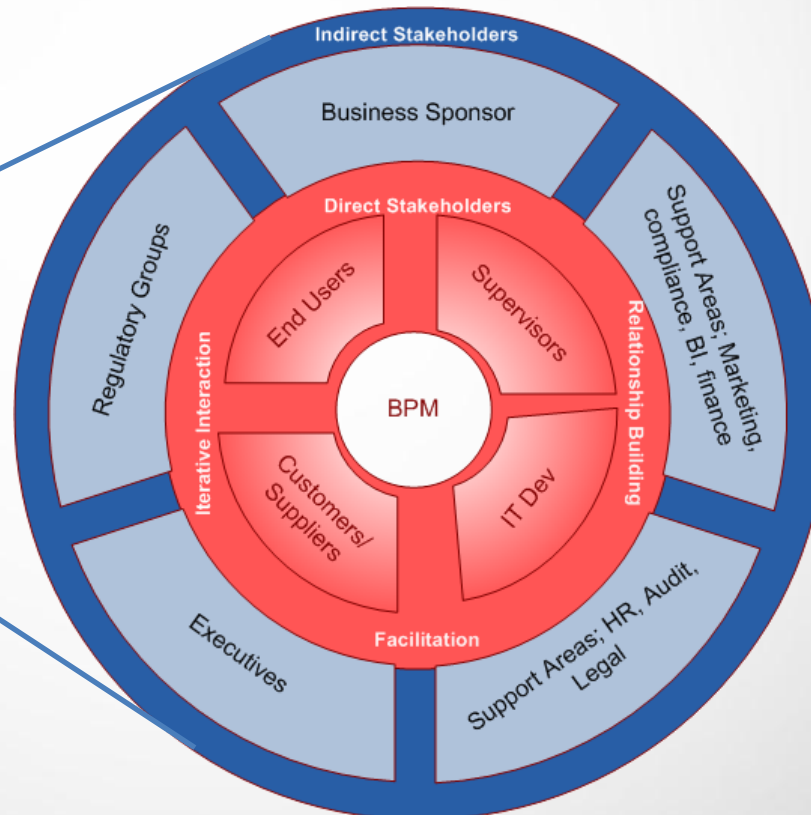 Indirect Stakeholders
Business Sponsor
Regulatory Groups
Support Areas; Marketing,
compliance, BI, finance
Direct Stakeholders
End Users
Supervisors
Iterative Interaction
Relationship Building
BPM
Customers/
Suppliers
IT Dev
Facilitation
Executives
Support Areas; HR, Audit,
Legal